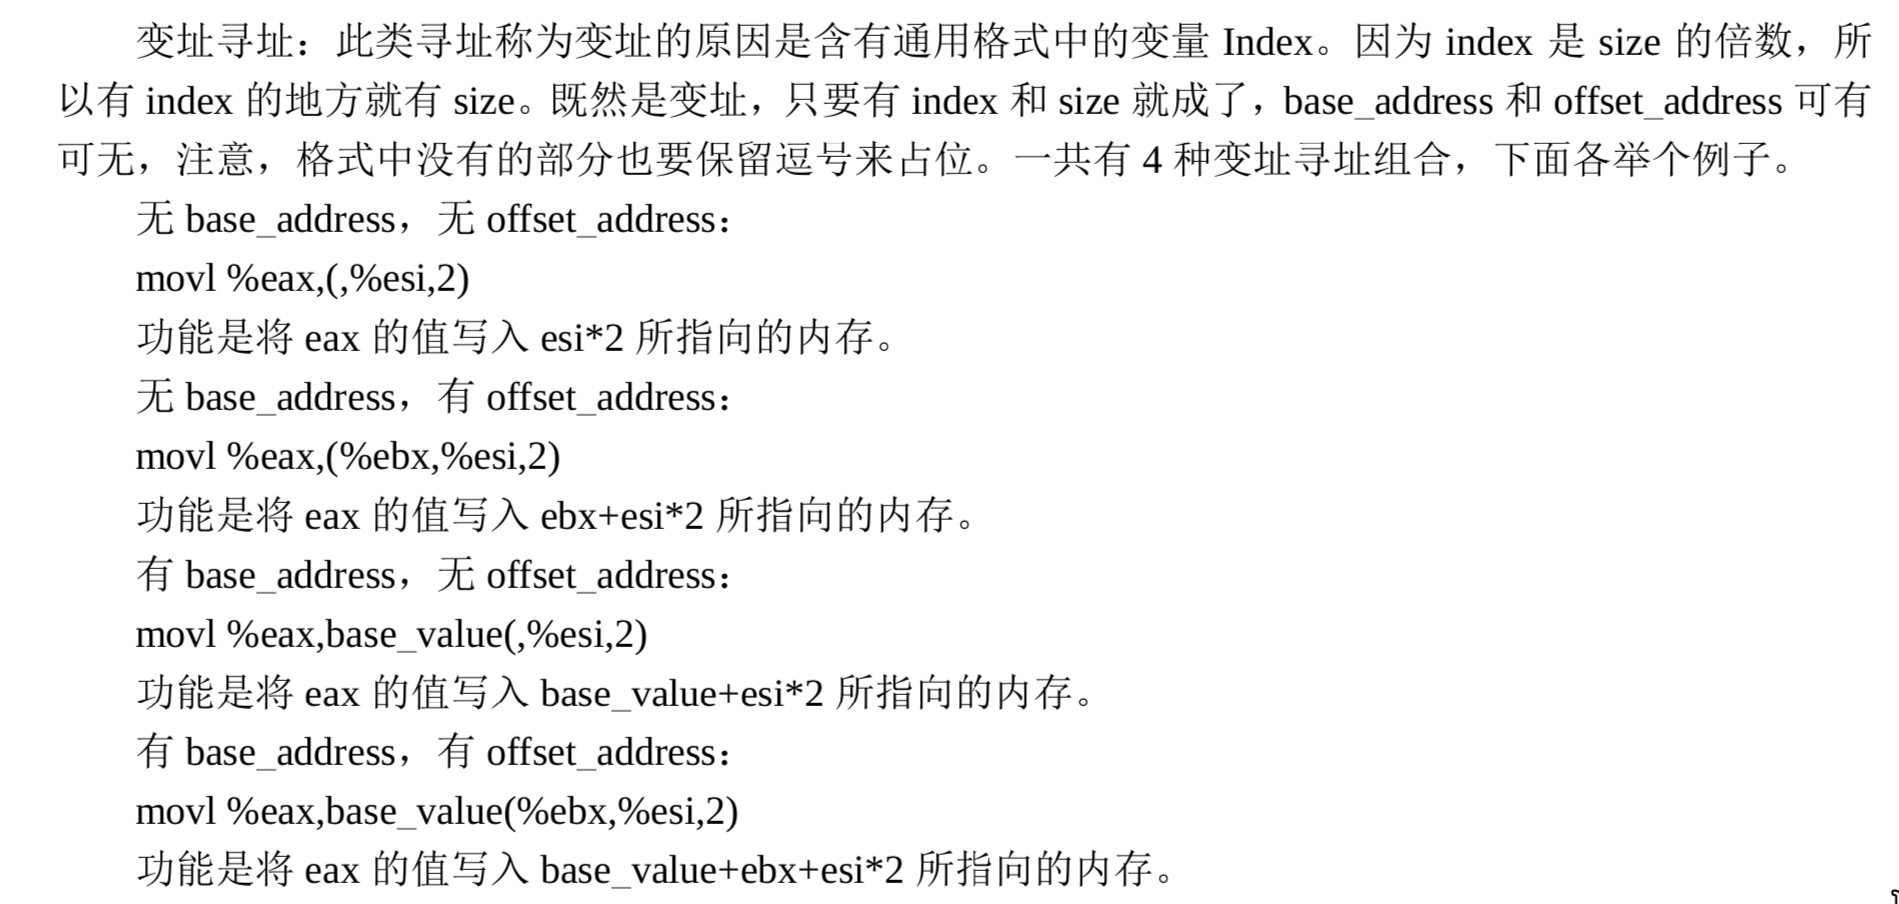 变址寻址：此类寻址称为变址的原因是含有通用格式中的变量 Index。因为 index 是 size 的倍数，所
以有 index 的地方就有 size。既然是变址，只要有 index 和 size 就成了，base_address 和 offset_address 可有
可无，注意，格式中没有的部分也要保留逗号来占位。一共有 4 种变址寻址组合，下面各举个例子。
无 base_address，无 offset_address：
movl %eax,(,%esi,2)
功能是将 eax 的值写入 esi*2 所指向的内存。
无 base_address，有 offset_address：
movl %eax,(%ebx,%esi,2)
功能是将 eax 的值写入 ebx+esi*2 所指向的内存。
有 base_address，无 offset_address：
movl %eax,base_value(,%esi,2)
功能是将 eax 的值写入 base_value+esi*2 所指向的内存。
有 base_address，有 offset_address：
movl %eax,base_value(%ebx,%esi,2)
功能是将 eax 的值写入 base_value+ebx+esi*2 所指向的内存。